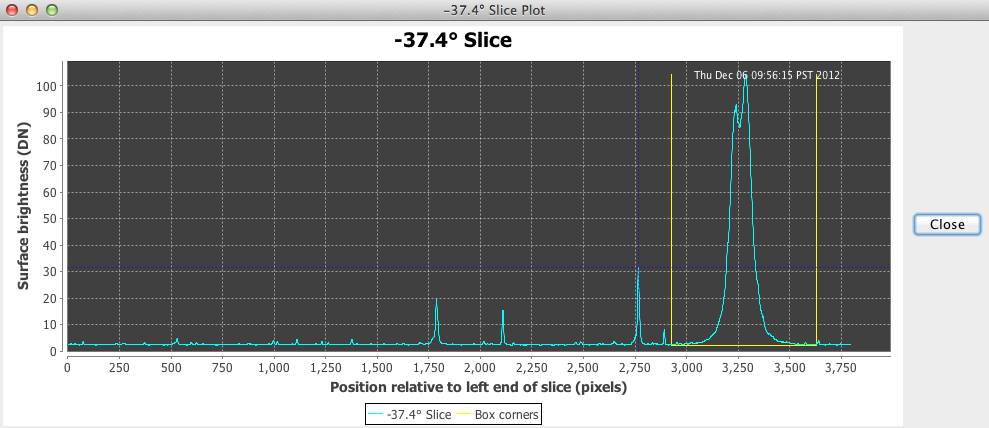 -37.4° Slice Plot
-37.4° Slice
Thu Dec 06 09:56:15 PST 2012
Surface brightness (DN)
100
90
80
70
60
50
40
30
20
10
0
0 250 500 750 1,000 1,250 1,500 1,750 2,000 2,250 2,500 2,750 3,000 3,250 3,500 3,750
Position relative to left end of slice (pixels)
-37.4° Slice Box corners
Close